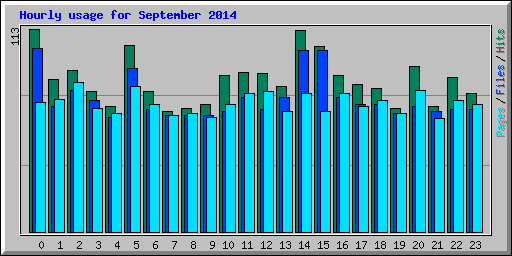 Hourly usage for September 2014
113
Pages/Files/Hits
0 1 2 3 4 5 6 7 8 9 10 11 12 13 14 15 16 17 18 19 20 21 22 23